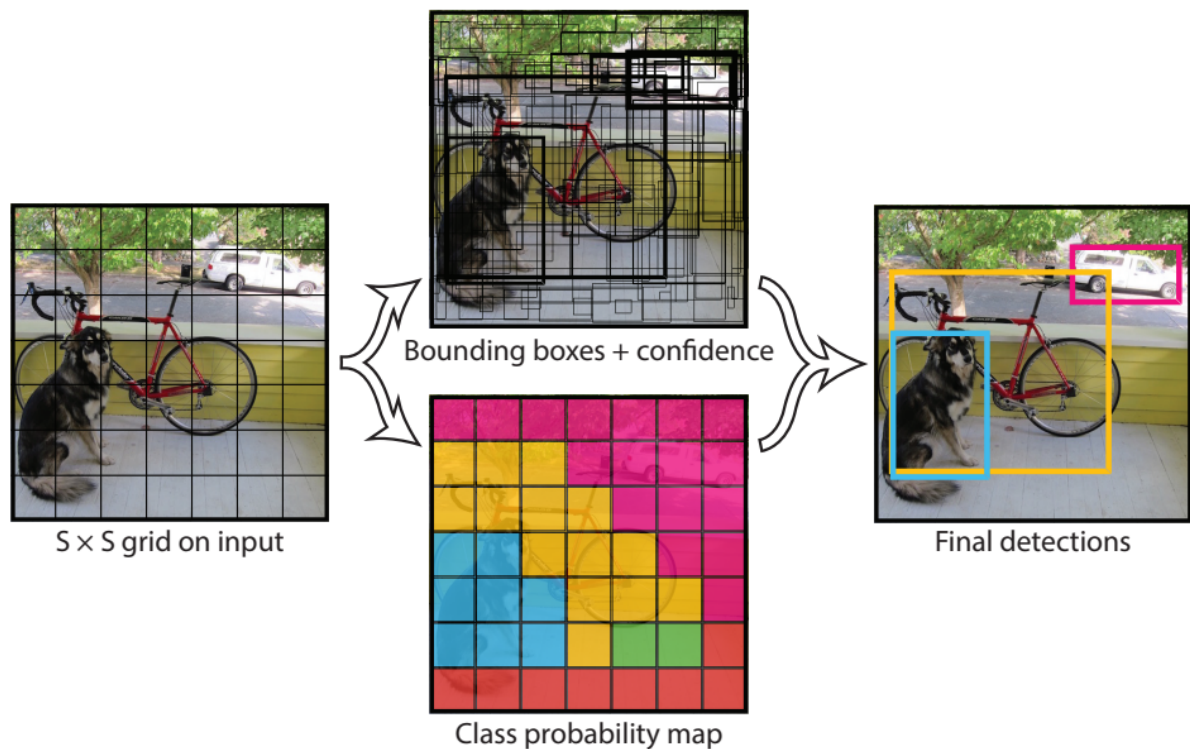 Bounding boxes + confidence
S × S grid on input
Final detections
Class probability map